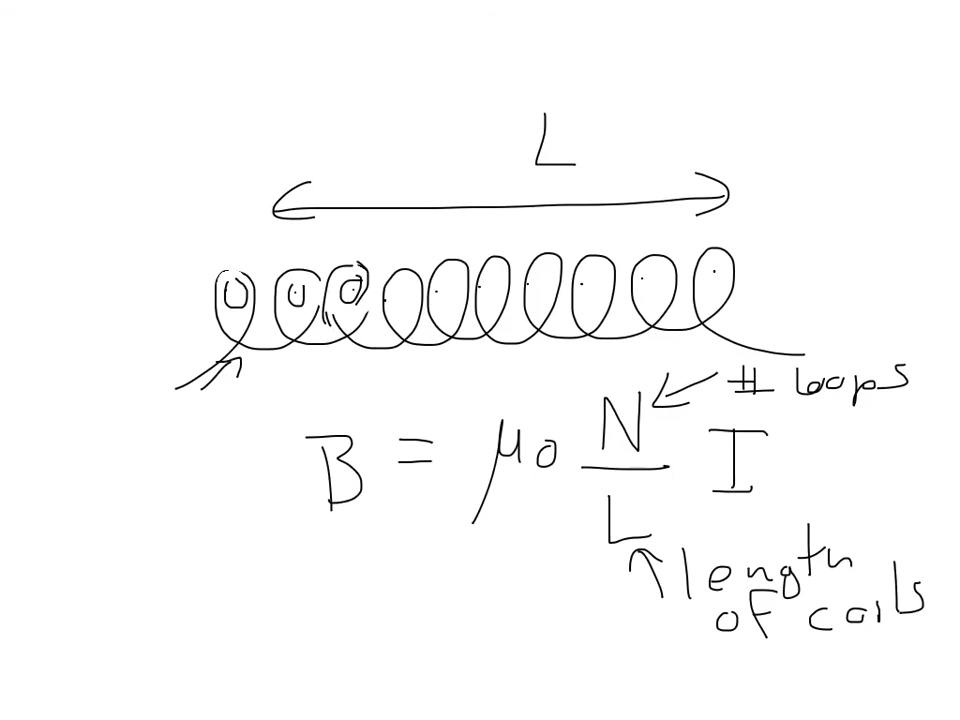 L
# loops
B = μ0 N/L I
length
of coils